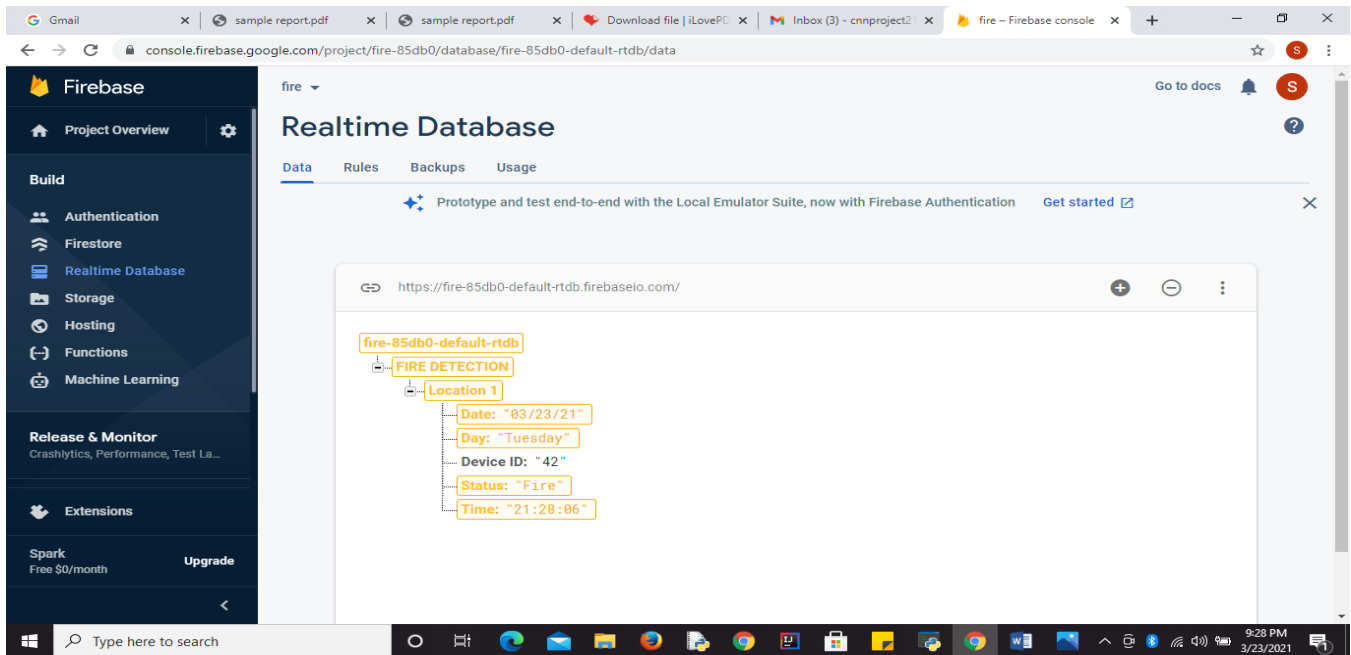 Gmail
sample report.pdf
sample report.pdf
Download file | iLovePD
Inbox (3) - cnnproject2
fire – Firebase console
console.firebase.google.com/project/fire-85db0/database/fire-85db0-default-rtdb/data
S
Firebase
fire
Go to docs
S
Project Overview
Realtime Database
?
Data Rules Backups Usage
Build
Prototype and test end-to-end with the Local Emulator Suite, now with Firebase Authentication Get started
Authentication
Firestore
Realtime Database
Storage
Hosting
Functions
Machine Learning
https://fire-85db0-default-rtdb.firebaseio.com/
fire-85db0-default-rtdb
FIRE DETECTION
Location 1
Date: "03/23/21"
Day: "Tuesday"
Device ID: "42"
Status: "Fire"
Time: "21:28:06"
Release & Monitor
Crashlytics, Performance, Test La...
Extensions
Spark
Free $0/month
Upgrade
Type here to search
9:28 PM
3/23/2021